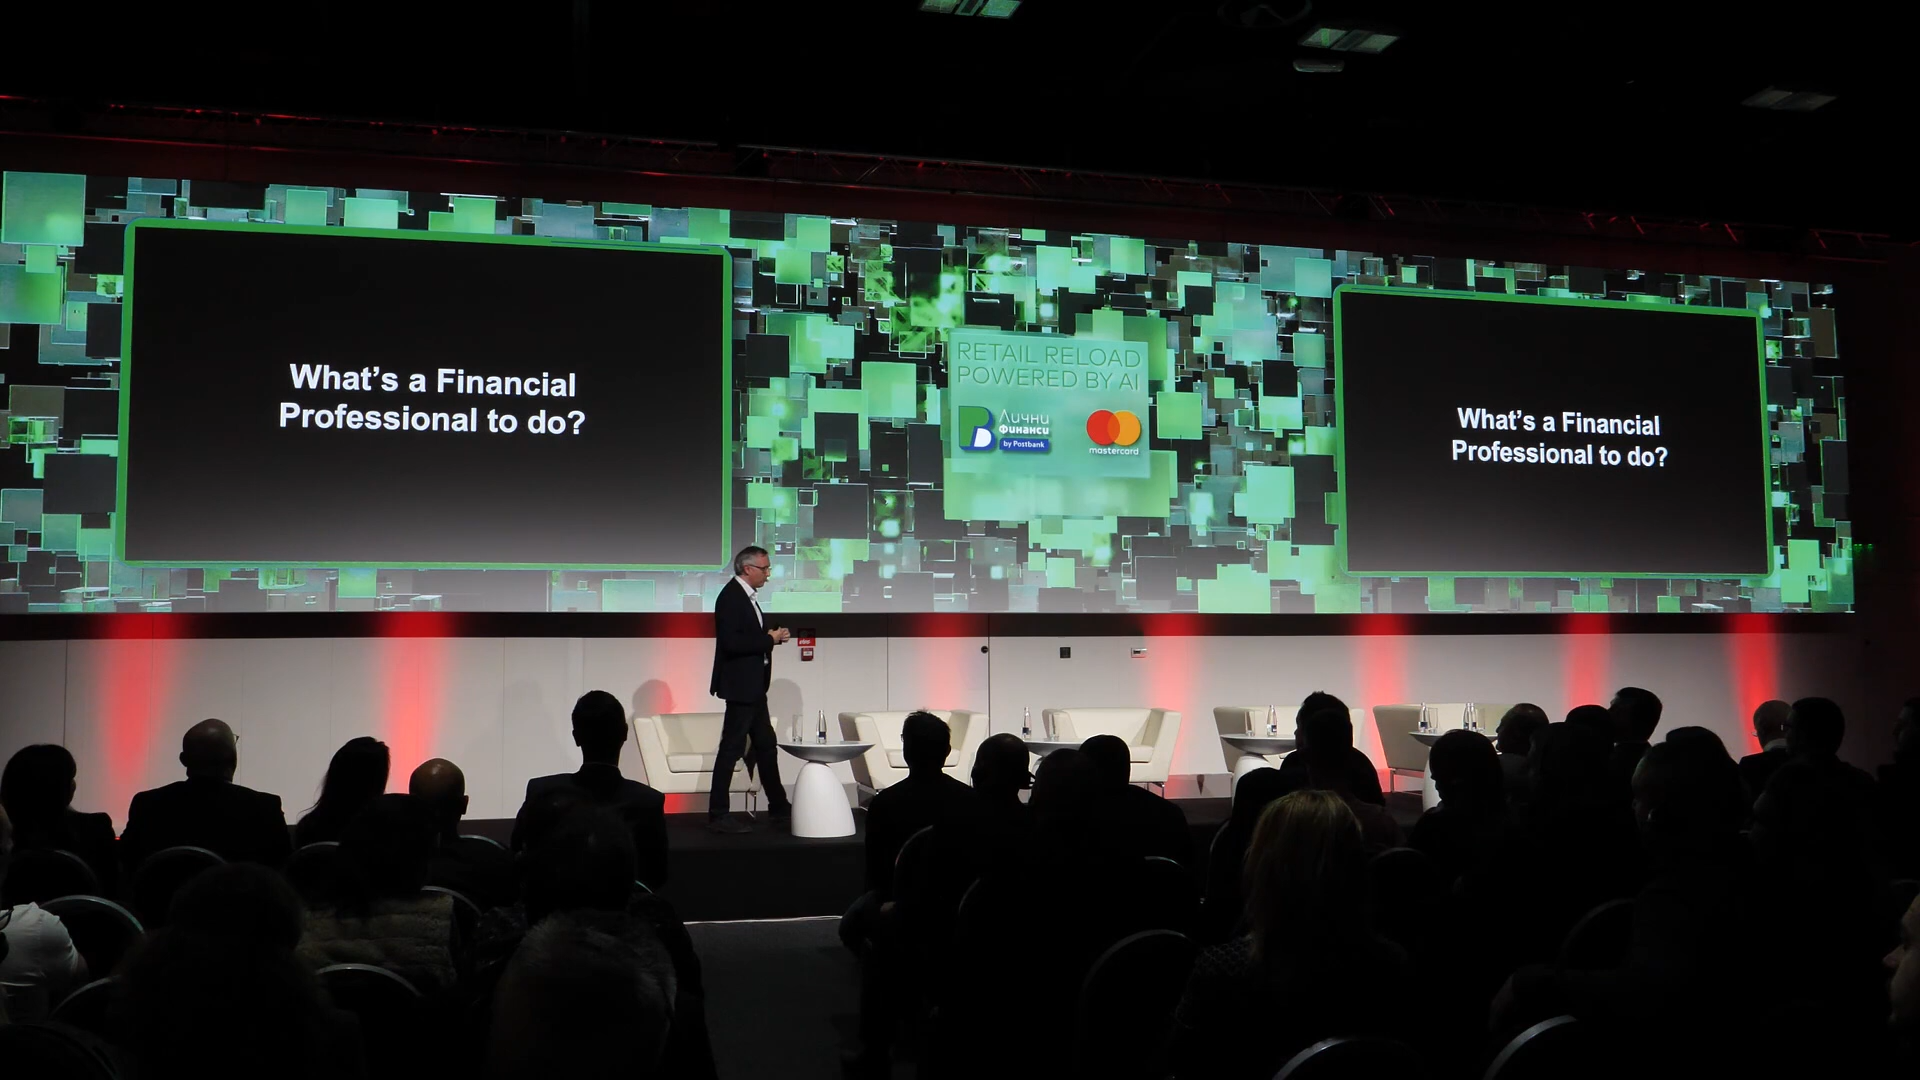 What's a Financial
Professional to do?
RETAIL RELOAD
POWERED BY AI
Лични
Финанси
by Postbank
mastercard
What's a Financial
Professional to do?